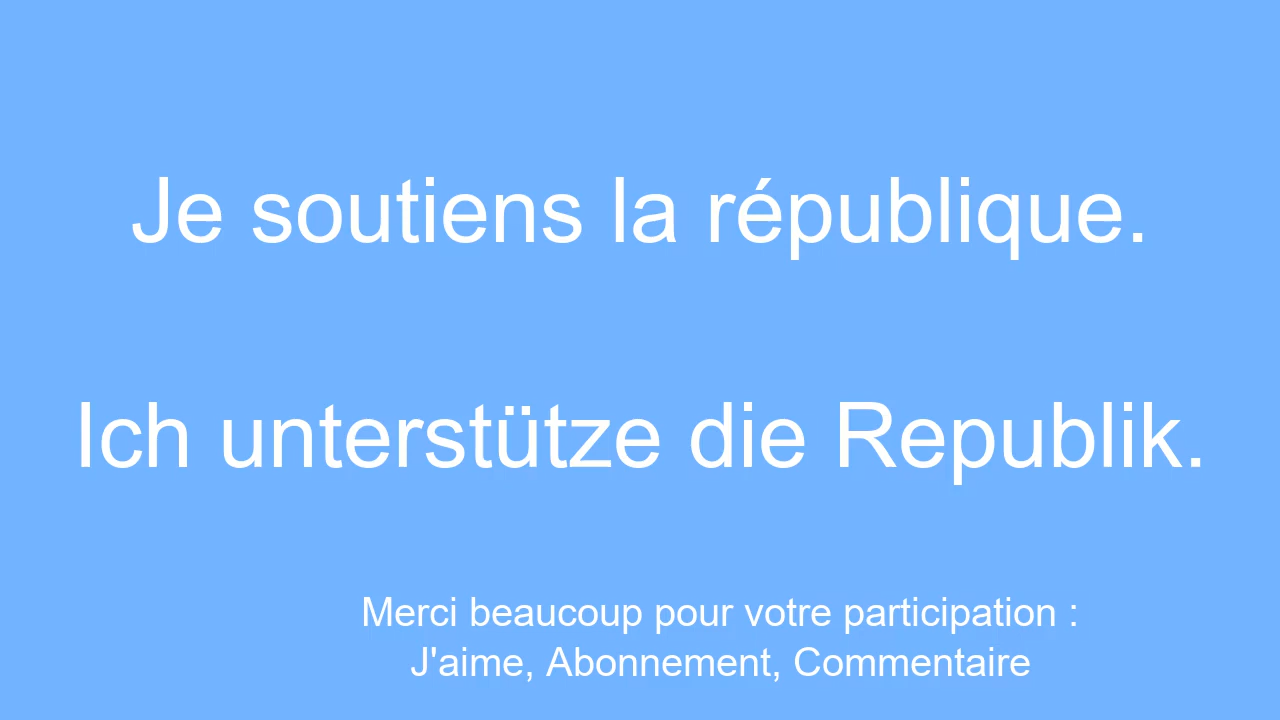 Je soutiens la république.
Ich unterstütze die Republik.
Merci beaucoup pour votre participation :
J'aime, Abonnement, Commentaire